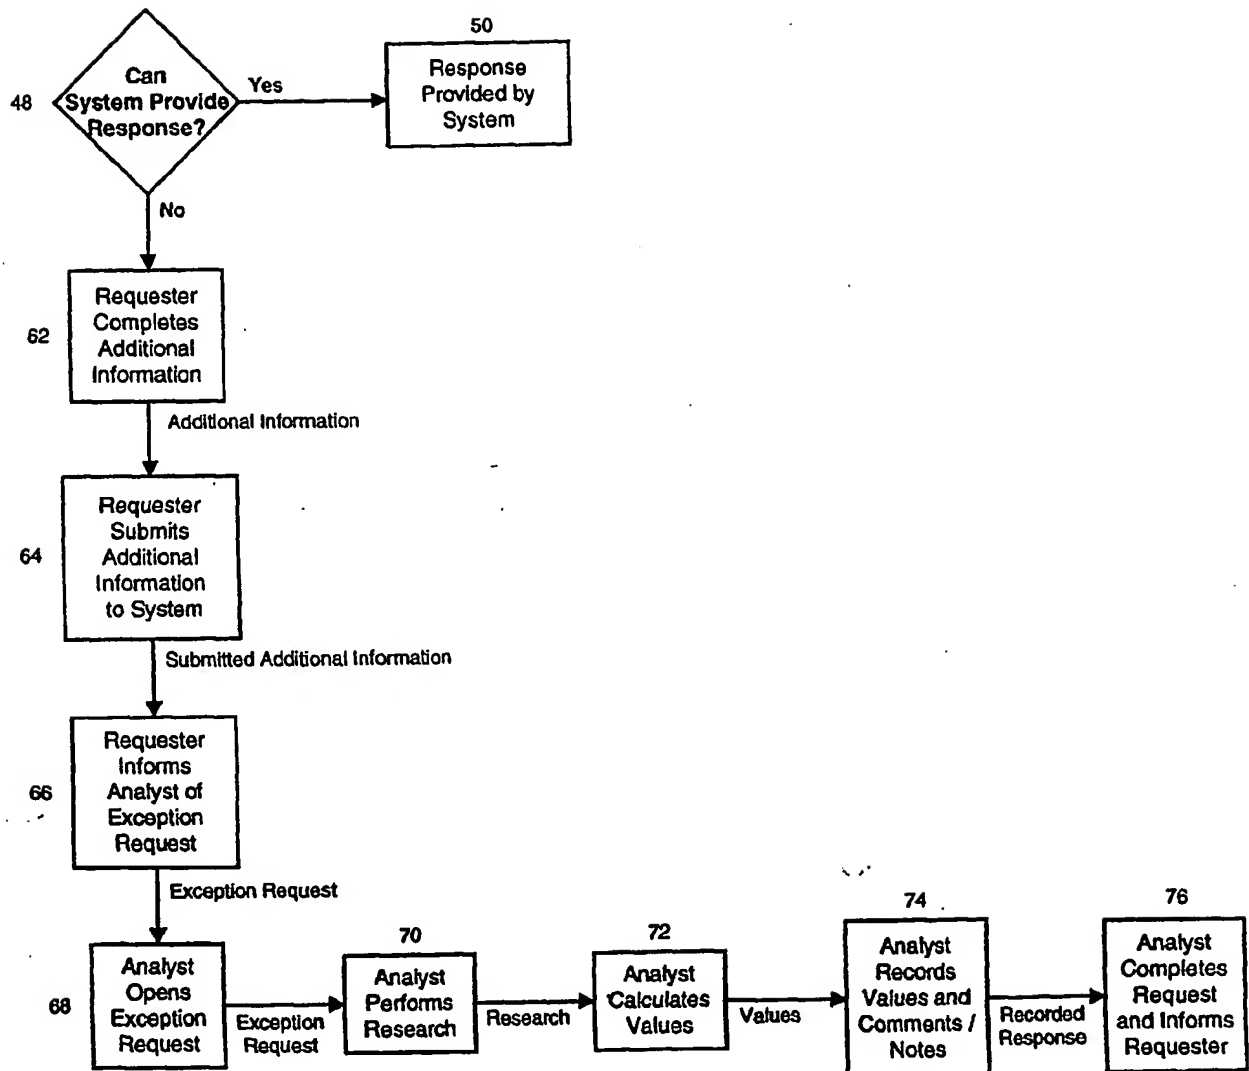 50
Can
System Provide
Response?
48
Yes
Response
Provided by
System
No
62
Requester
Completes
Additional
Information
Additional Information
64
Requester
Submits
Additional
Information
to System
Submitted Additional Information
66
Requester
Informs
Analyst of
Exception
Request
Exception Request
68
Analyst
Opens
Exception
Request
Exception
Request
70
Analyst
Performs
Research
Research
72
Analyst
Calculates
Values
Values
74
Analyst
Records
Values and
Comments /
Notes
Recorded
Response
76
Analyst
Completes
Request
and Informs
Requester